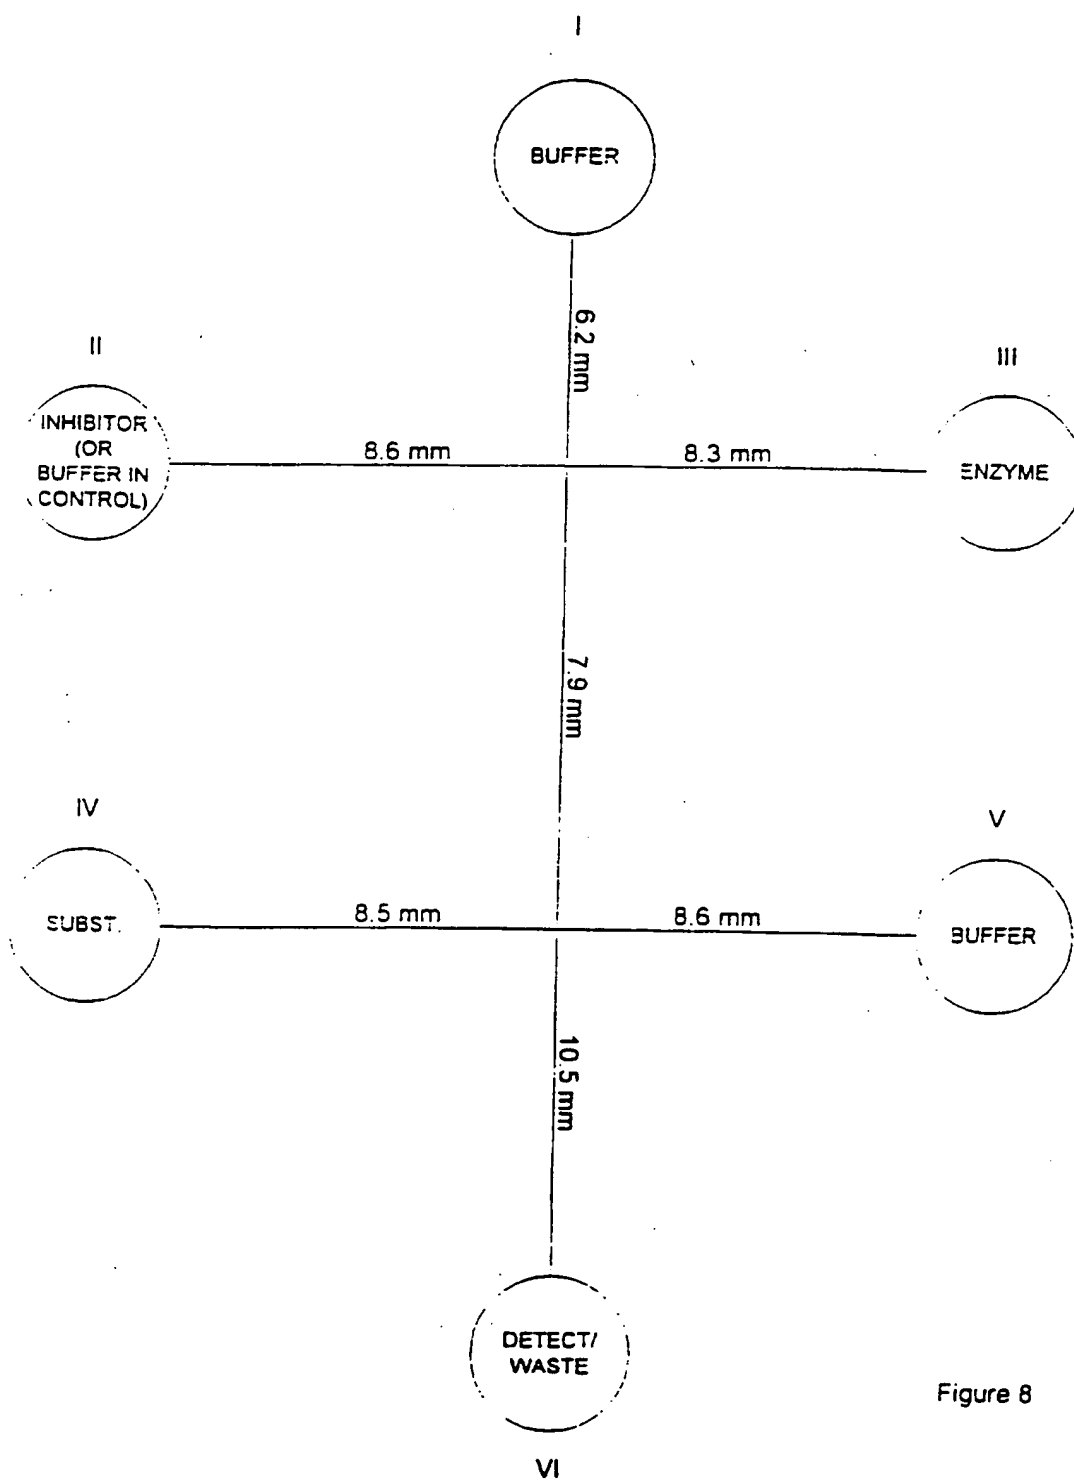 I
BUFFER
6.2 mm
II
III
INHIBITOR
(OR
BUFFER IN
CONTROL)
8.6 mm
8.3 mm
ENZYME
7.9 mm
IV
V
SUBST.
8.5 mm
8.6 mm
BUFFER
10.5 mm
DETECT/
WASTE
Figure 8
VI